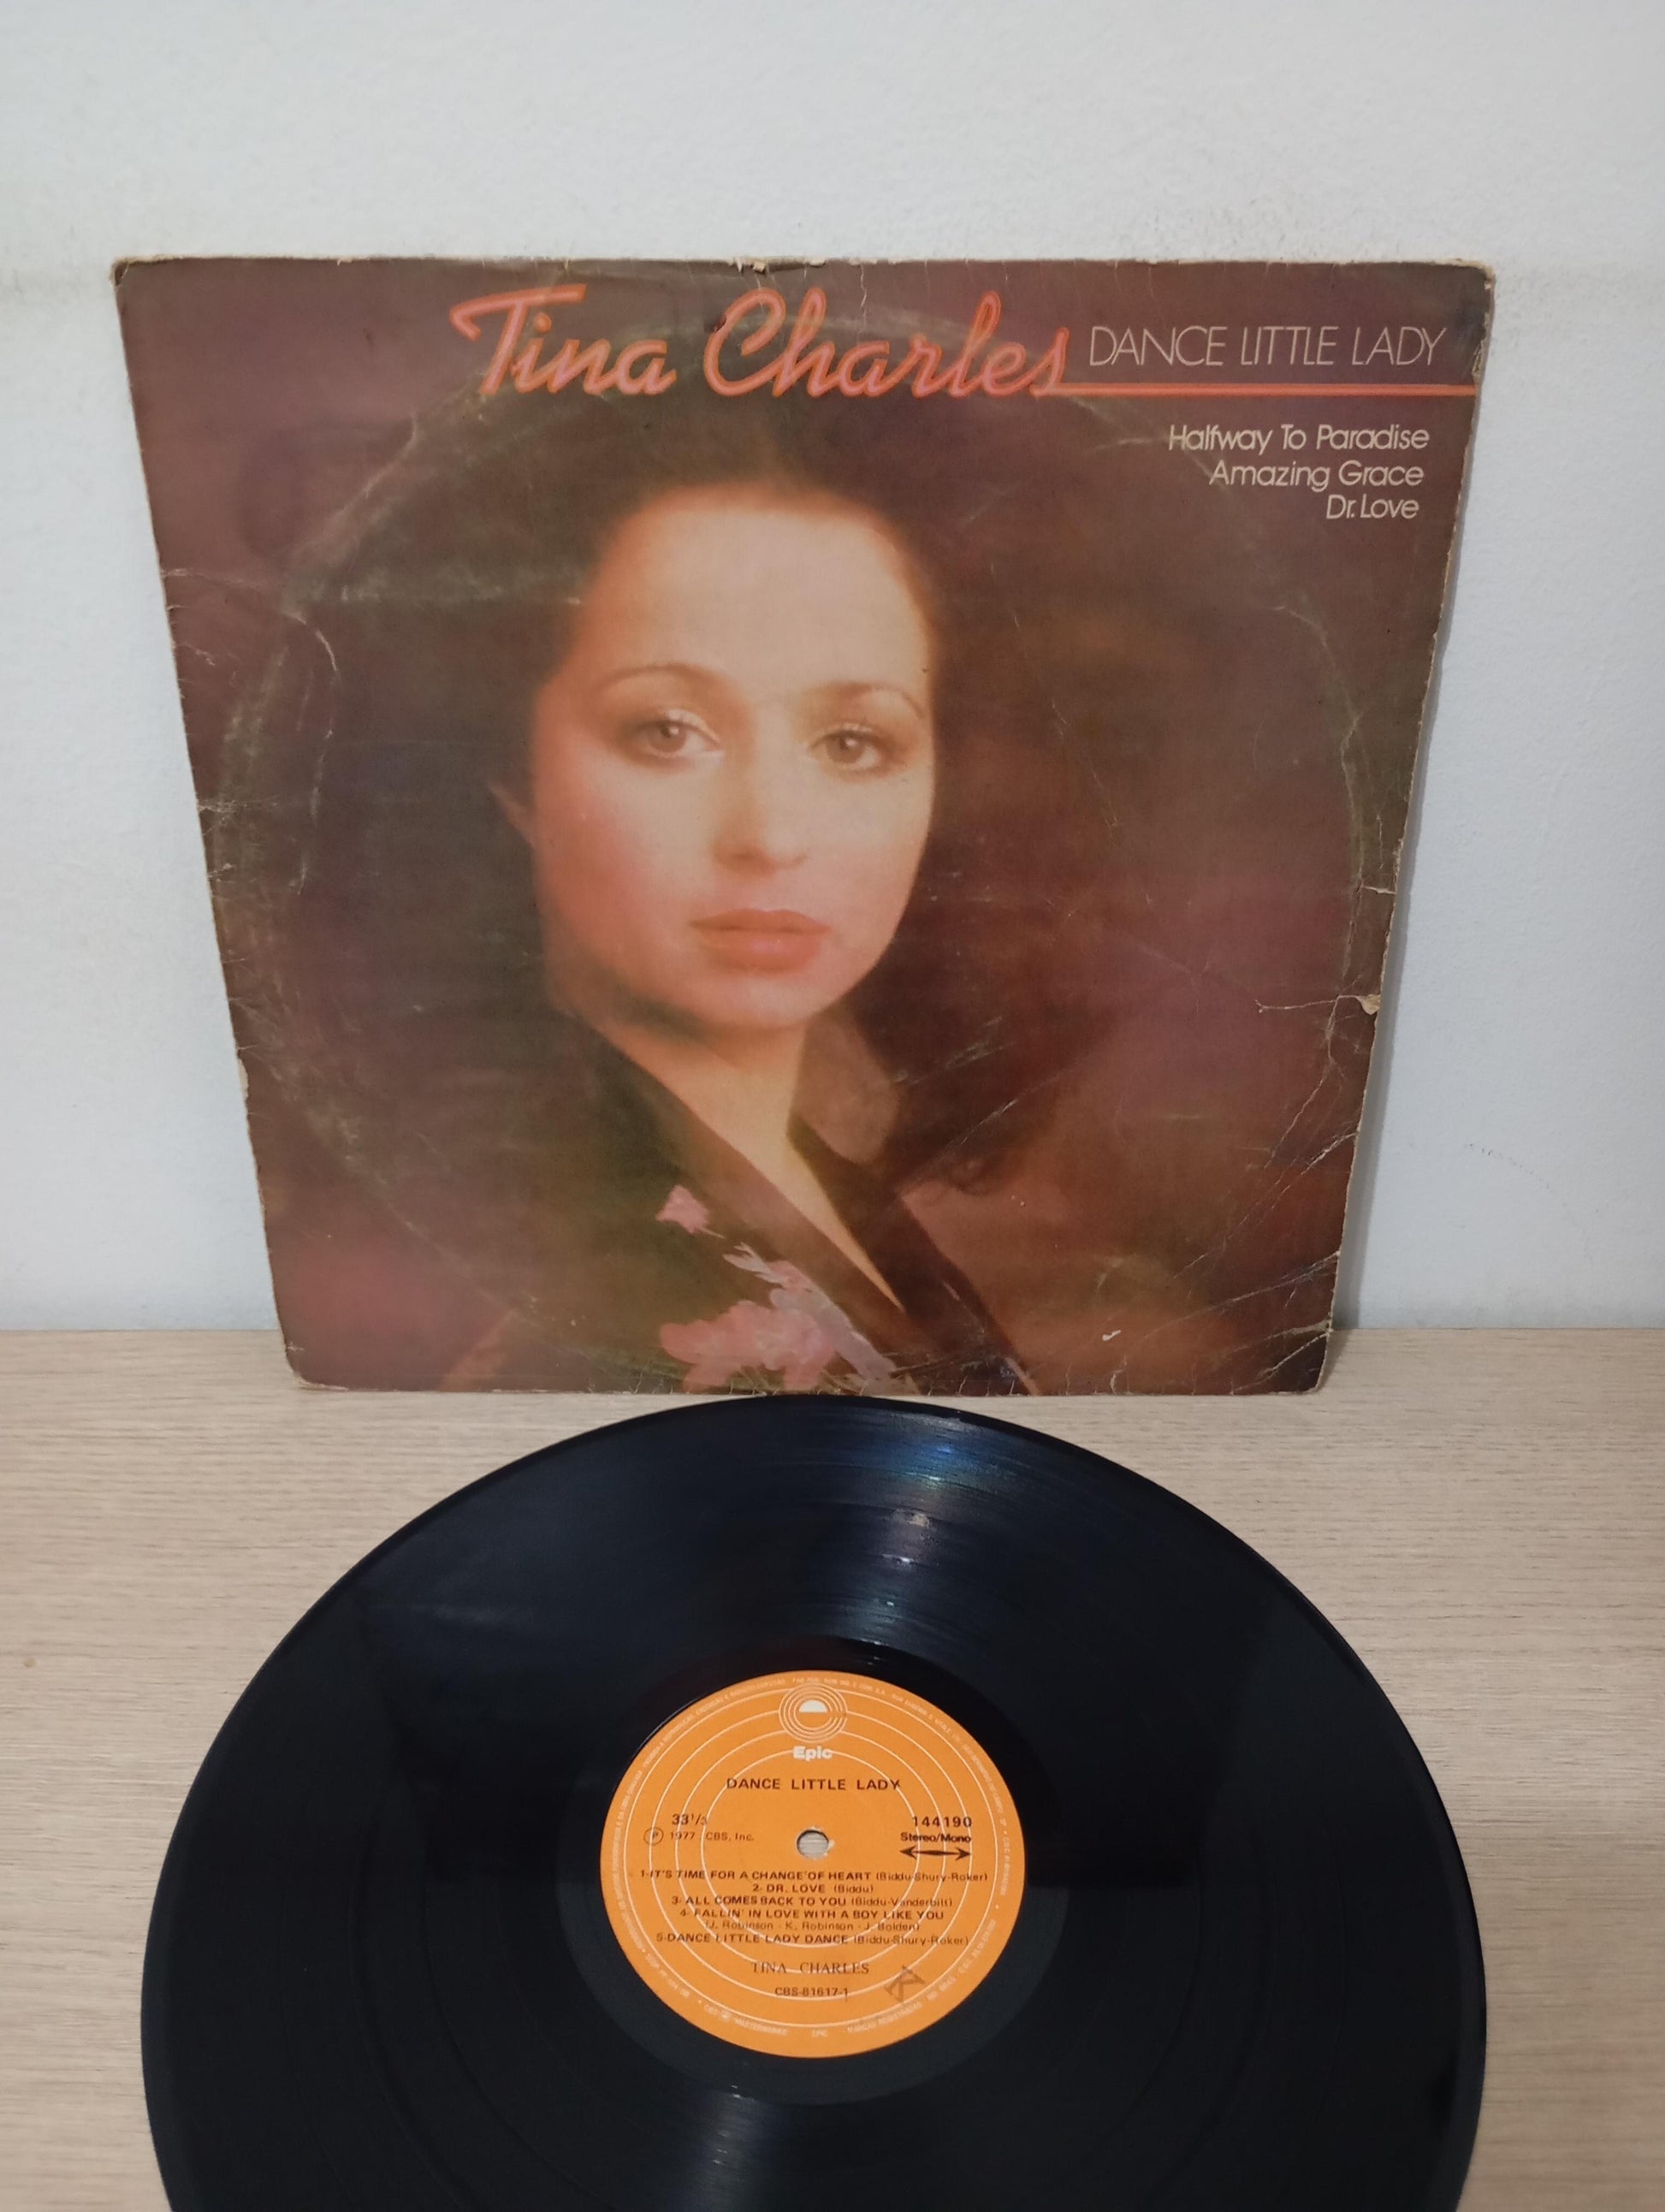 Tina Charles DANCE LITTLE LADY
Halfway To Paradise
Amazing Grace
Dr. Love
Epic
DANCE LITTLE LADY
33 1/3
144190
Ⓟ 1977 CBS, Inc.
Stereo/Mono
1-IT'S TIME FOR A CHANGE OF HEART (Biddu-Shury-Roker)
2- DR. LOVE (Biddu)
3- ALL COMES BACK TO YOU (Biddu-Vanderbilt)
4- FALLIN' IN LOVE WITH A BOY LIKE YOU
(J. Robinson - K. Robinson - J. Bolden)
5-DANCE LITTLE LADY DANCE (Biddu-Shury-Roker)
TINA CHARLES
CBS-81617-1